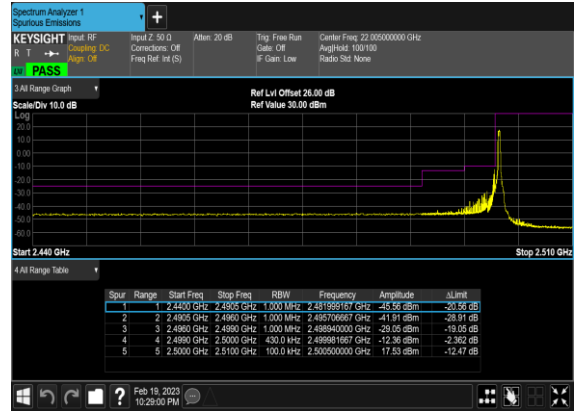 Spectrum Analyzer 1
Spurious Emissions
KEYSIGHT Input: RF Input Z: 50 Ω Atten: 20 dB Trig: Free Run Center Freq: 22.005000000 GHz
R T Coupling: DC Corrections: Off Gate: Off Avg|Hold: 100/100
Align: Off Freq Ref: Int (S) IF Gain: Low Radio Std: None
PASS
3 All Range Graph
Ref Lvl Offset 26.00 dB
Scale/Div 10.0 dB Ref Value 30.00 dBm
Log
20.0
10.0
0.00
-10.0
-20.0
-30.0
-40.0
-50.0
-60.0
Start 2.440 GHz Stop 2.510 GHz
4 All Range Table
Spur Range Start Freq Stop Freq RBW Frequency Amplitude ΔLimit
1 1 2.4400 GHz 2.4905 GHz 1.000 MHz 2.481999167 GHz -45.56 dBm -20.56 dB
2 2 2.4905 GHz 2.4960 GHz 1.000 MHz 2.495706667 GHz -41.91 dBm -28.91 dB
3 3 2.4960 GHz 2.4990 GHz 1.000 MHz 2.498940000 GHz -29.05 dBm -19.05 dB
4 4 2.4990 GHz 2.5000 GHz 430.0 kHz 2.499981667 GHz -12.36 dBm -2.362 dB
5 5 2.5000 GHz 2.5100 GHz 100.0 kHz 2.500500000 GHz 17.53 dBm -12.47 dB
Feb 19, 2023
10:29:00 PM